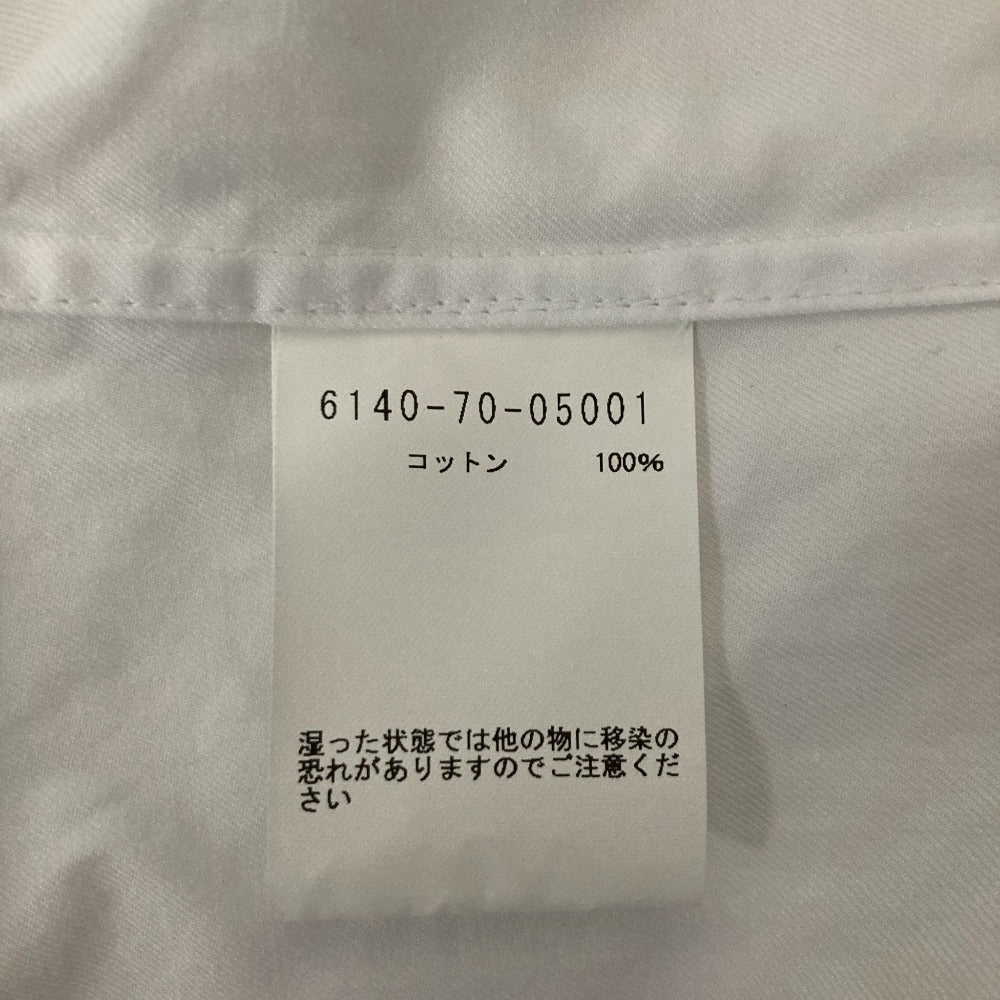 6140-70-05001
コットン 100%
湿った状態では他の物に移染の
恐れがありますのでご注意くだ
さい